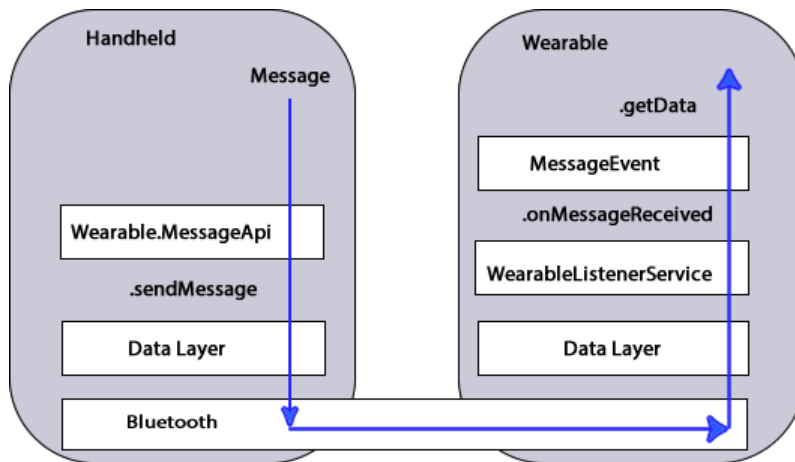 Handheld
Message
Wearable.MessageApi
.sendMessage
Data Layer
Bluetooth
Wearable
.getData
MessageEvent
.onMessageReceived
WearableListenerService
Data Layer